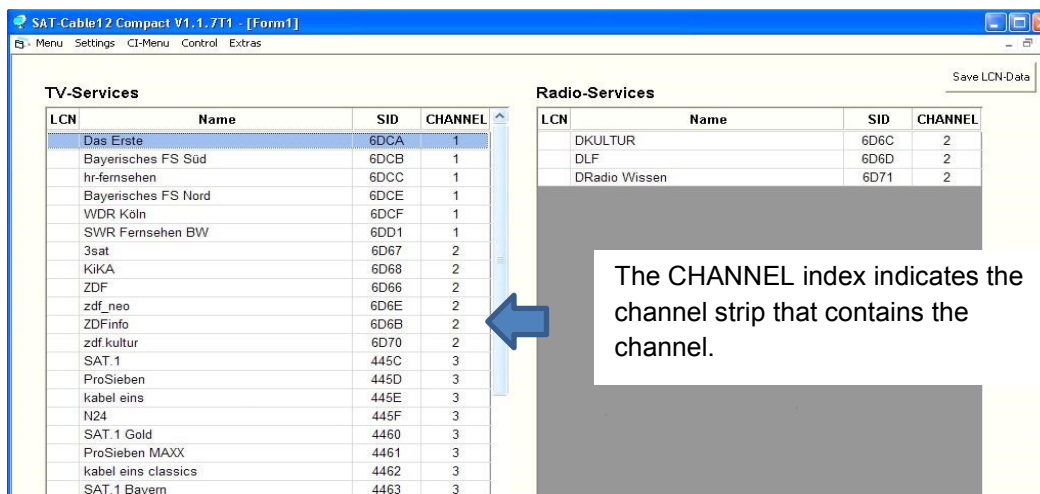 SAT-Cable12 Compact V1.1.7T1 - [Form1]
Menu Settings CI-Menu Control Extras
Save LCN-Data
TV-Services
LCN Name SID CHANNEL
Das Erste 6DCA 1
Bayerisches FS Süd 6DCB 1
hr-fernsehen 6DCC 1
Bayerisches FS Nord 6DCE 1
WDR Köln 6DCF 1
SWR Fernsehen BW 6DD1 1
3sat 6D67 2
KiKA 6D68 2
ZDF 6D66 2
zdf_neo 6D6E 2
ZDFinfo 6D6B 2
zdf.kultur 6D70 2
SAT.1 445C 3
ProSieben 445D 3
kabel eins 445E 3
N24 445F 3
SAT.1 Gold 4460 3
ProSieben MAXX 4461 3
kabel eins classics 4462 3
SAT.1 Bayern 4463 3
Radio-Services
LCN Name SID CHANNEL
DKULTUR 6D6C 2
DLF 6D6D 2
DRadio Wissen 6D71 2
The CHANNEL index indicates the
channel strip that contains the
channel.